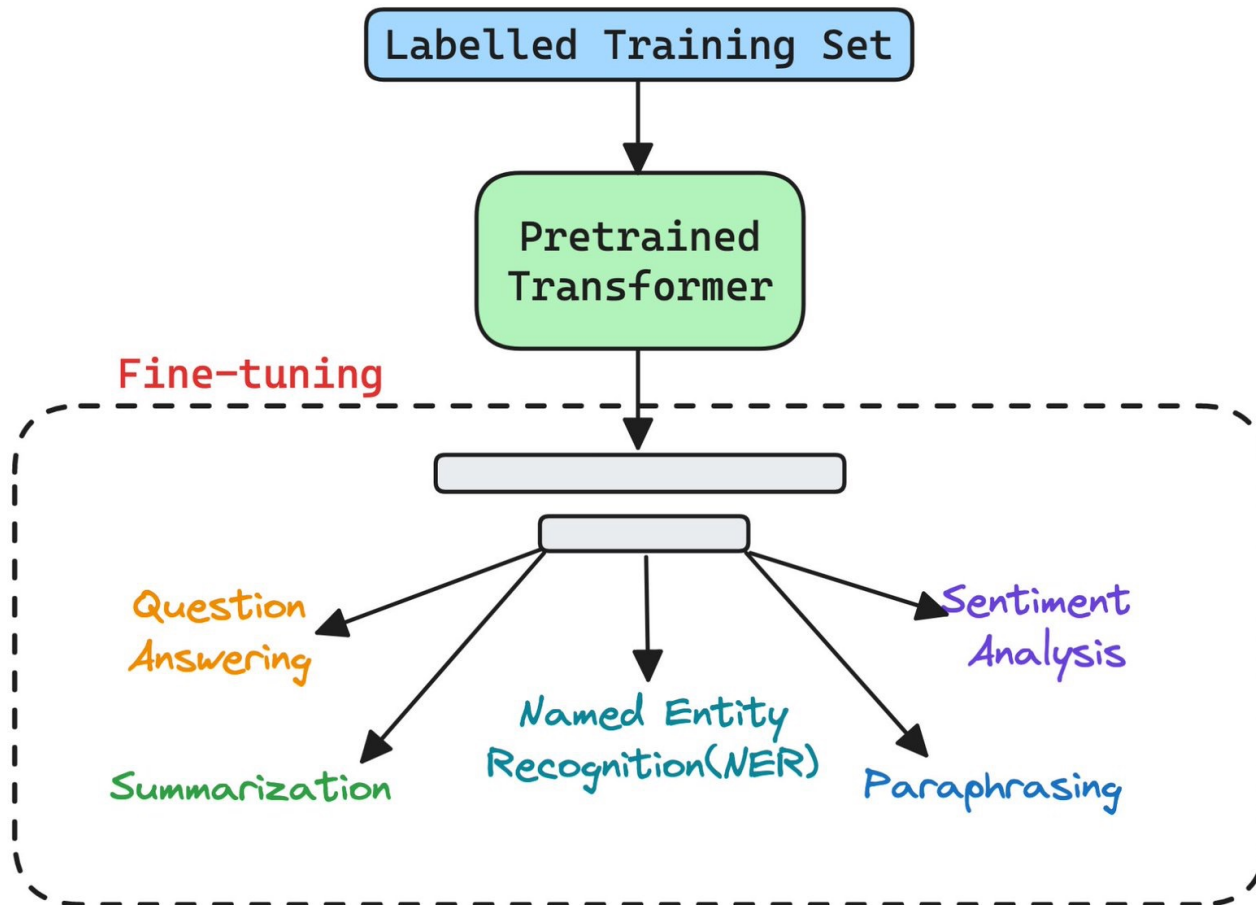 Labelled Training Set
Pretrained
Transformer
Fine-tuning
Question
Answering
Summarization
Named Entity
Recognition(NER)
Sentiment
Analysis
Paraphrasing